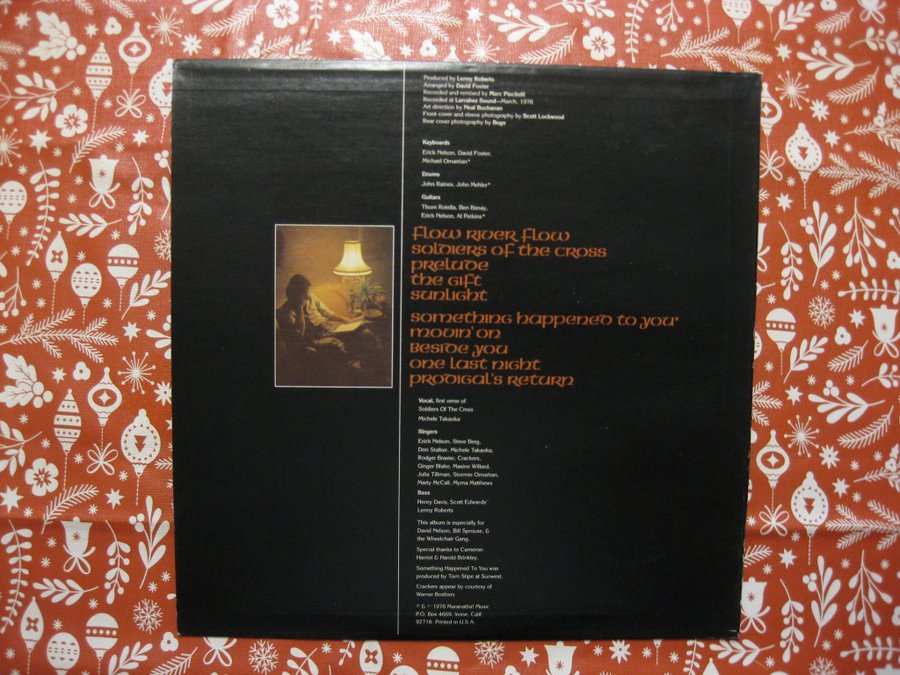 Produced by Lenny Roberts
Arranged by David Foster
Recorded and remixed by Marc Piscitelli
Recorded at Larrabee Sound—March, 1976
Art direction by Neal Buchanan
Front cover and sleeve photography by Scott Lockwood
Rear cover photography by Bugs
Keyboards
Erick Nelson, David Foster,
Michael Omartian*
Drums
John Raines, John Mehler*
Guitars
Thom Rotella, Ben Benay,
Erick Nelson, Al Perkins*
flow river flow
soldiers of the cross
prelude
the gift
sunlight
something happened to you*
movin' on
beside you
one last night
prodigal's return
Vocal, first verse of
Soldiers Of The Cross
Michele Takaoka
Singers
Erick Nelson, Steve Berg,
Don Stalker, Michele Takaoka,
Rodger Brasier, Crackers,
Ginger Blake, Maxine Willard,
Julia Tillman, Stormie Omartian,
Marty McCall, Myrna Matthews
Bass
Henry Davis, Scott Edwards
Lenny Roberts
This album is especially for
David Nelson, Bill Sprouse, &
the Wheelchair Gang.
Special thanks to Cameron
Harriot & Harold Brinkley.
Something Happened To You was
produced by Tom Stipe at Sunwest.
Crackers appear by courtesy of
Warner Brothers
℗ & © 1976 Maranatha! Music
P.O. Box 4669, Irvine, Calif.
92716. Printed in U.S.A.